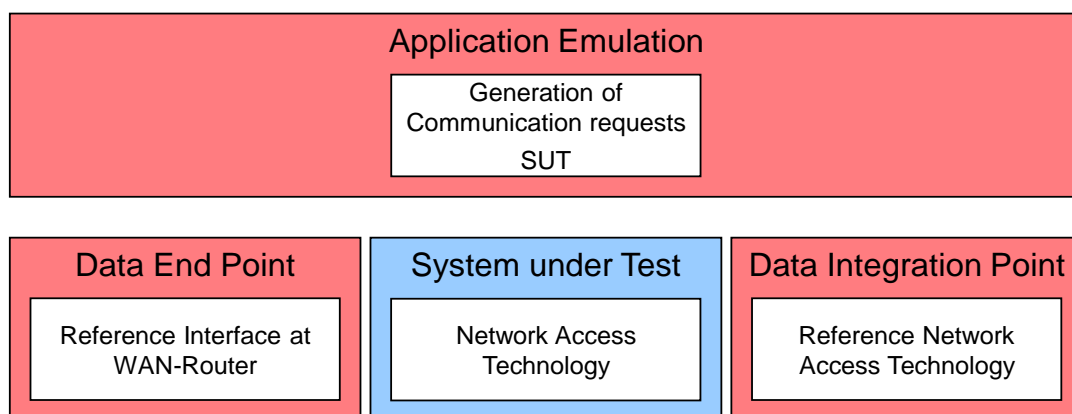 Application Emulation
Generation of
Communication requests
SUT
Data End Point
Reference Interface at
WAN-Router
System under Test
Network Access
Technology
Data Integration Point
Reference Network
Access Technology